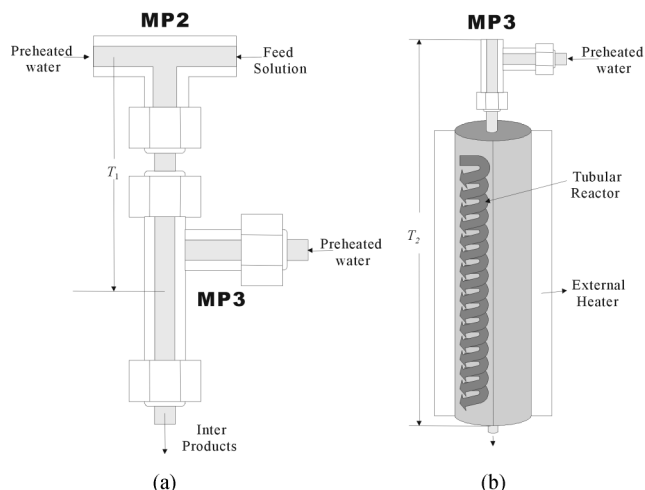 MP2
Preheated
water
Feed
Solution
T1
Preheated
water
MP3
Inter
Products
(a)
MP3
Preheated
water
Tubular
Reactor
T2
External
Heater
(b)